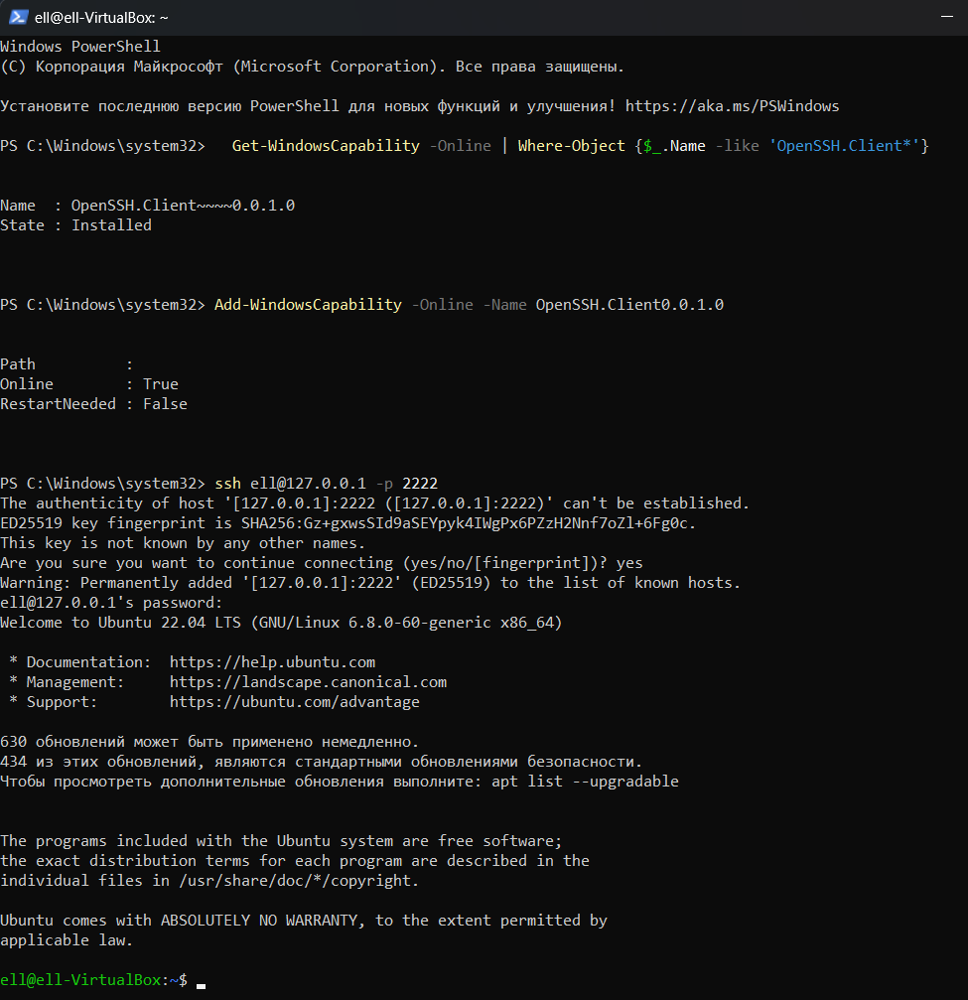 ell@ell-VirtualBox: ~
Windows PowerShell
(C) Корпорация Майкрософт (Microsoft Corporation). Все права защищены.
Установите последнюю версию PowerShell для новых функций и улучшения! https://aka.ms/PSWindows
PS C:\Windows\system32>   Get-WindowsCapability -Online | Where-Object {$_.Name -like 'OpenSSH.Client*'}
Name  : OpenSSH.Client~~~~0.0.1.0
State : Installed
PS C:\Windows\system32> Add-WindowsCapability -Online -Name OpenSSH.Client0.0.1.0
Path          :
Online        : True
RestartNeeded : False
PS C:\Windows\system32> ssh ell@127.0.0.1 -p 2222
The authenticity of host '[127.0.0.1]:2222 ([127.0.0.1]:2222)' can't be established.
ED25519 key fingerprint is SHA256:Gz+gxwsSId9aSEYpyk4IWgPx6PZzH2Nnf7oZl+6Fg0c.
This key is not known by any other names.
Are you sure you want to continue connecting (yes/no/[fingerprint])? yes
Warning: Permanently added '[127.0.0.1]:2222' (ED25519) to the list of known hosts.
ell@127.0.0.1's password:
Welcome to Ubuntu 22.04 LTS (GNU/Linux 6.8.0-60-generic x86_64)
 * Documentation:  https://help.ubuntu.com
 * Management:     https://landscape.canonical.com
 * Support:        https://ubuntu.com/advantage
630 обновлений может быть применено немедленно.
434 из этих обновлений, являются стандартными обновлениями безопасности.
Чтобы просмотреть дополнительные обновления выполните: apt list --upgradable
The programs included with the Ubuntu system are free software;
the exact distribution terms for each program are described in the
individual files in /usr/share/doc/*/copyright.
Ubuntu comes with ABSOLUTELY NO WARRANTY, to the extent permitted by
applicable law.
ell@ell-VirtualBox:~$